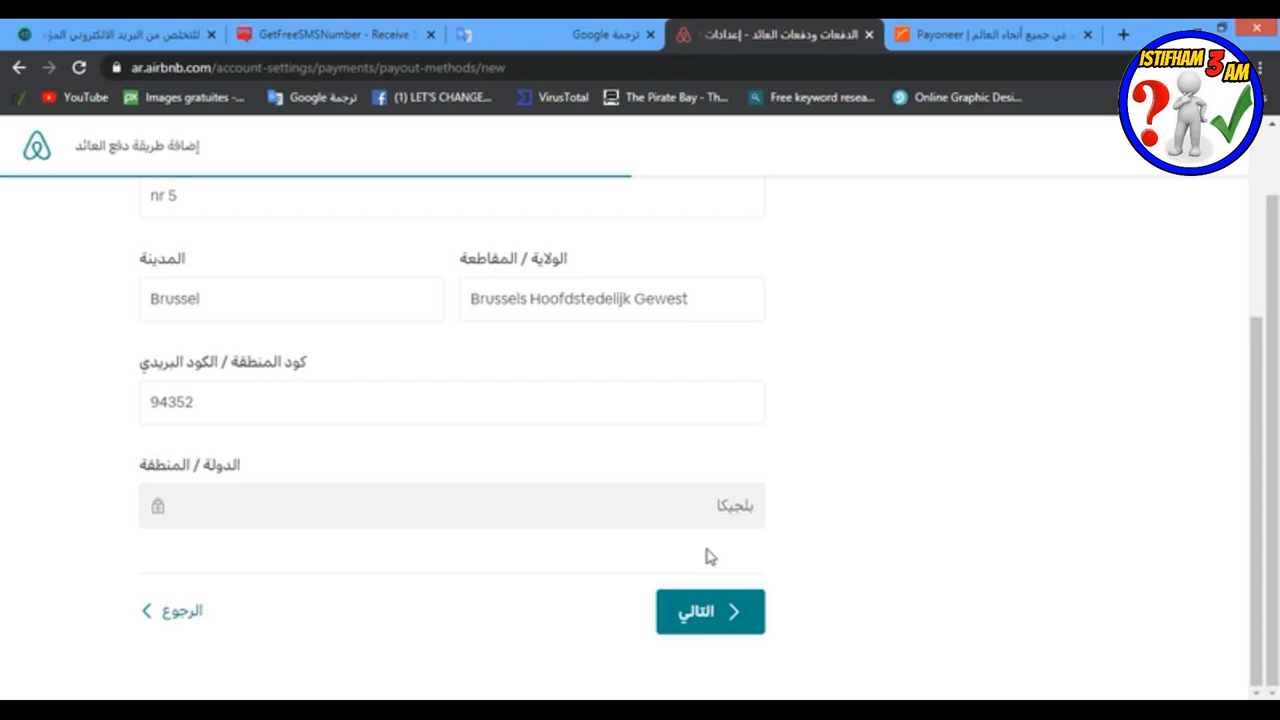 للتخلص من البريد الالكتروني المؤ
GetFreeSMSNumber - Receive S
ترجمة Google
الدفعات ودفعات العائد - إعدادات
Payoneer | في جميع أنحاء العالم
ar.airbnb.com/account-settings/payments/payout-methods/new
YouTube
Images gratuites -...
ترجمة Google
(1) LET'S CHANGE...
VirusTotal
The Pirate Bay - Th...
Free keyword resea...
Online Graphic Desi...
ISTIFHAM 3 AM
إضافة طريقة دفع العائد
nr 5
المدينة
الولاية / المقاطعة
Brussel
Brussels Hoofdstedelijk Gewest
كود المنطقة / الكود البريدي
94352
الدولة / المنطقة
بلجيكا
الرجوع
التالي